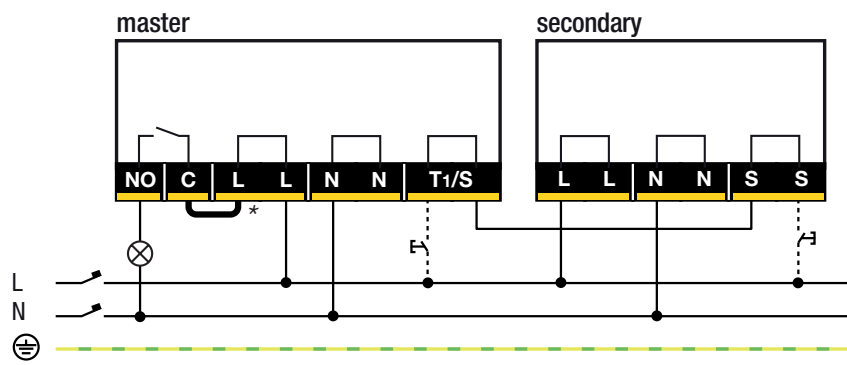 master secondary
NO C L L N N T1/S L L N N S S
*
L
N